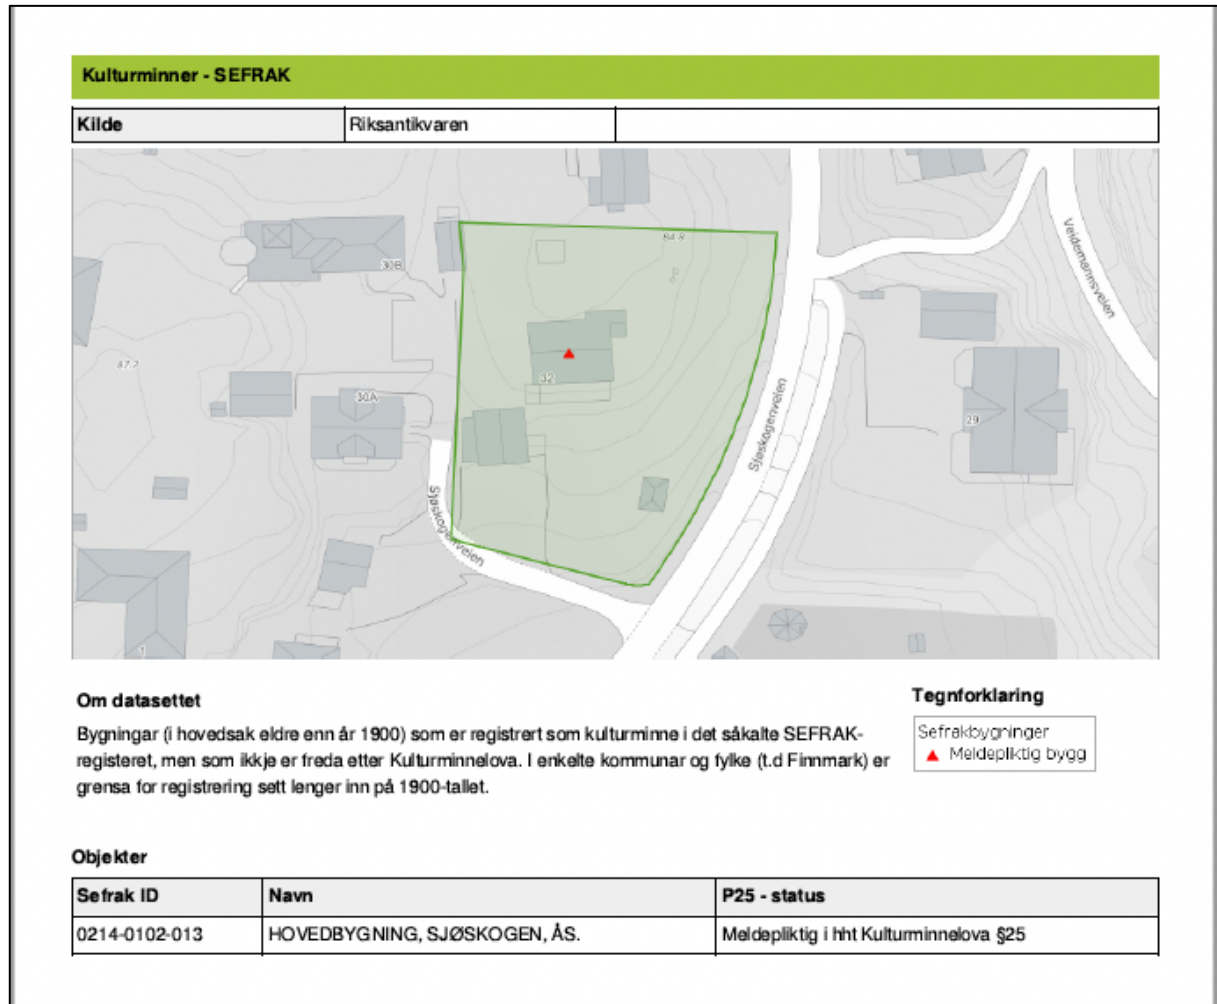 Kulturminner - SEFRAK
Kilde Riksantikvaren
84.8
30B
Veidemannsveien
87.2
32
30A
29
Sjøskogenveien
Sjøskogenveien
1
Om datasettet
Bygningar (i hovedsak eldre enn år 1900) som er registrert som kulturminne i det såkalte SEFRAK-
registeret, men som ikkje er freda etter Kulturminnelova. I enkelte kommunar og fylke (t.d Finnmark) er
grensa for registrering sett lenger inn på 1900-tallet.
Tegnforklaring
Sefrakbygninger
Meldepliktig bygg
Objekter
Sefrak ID Navn P25 - status
0214-0102-013 HOVEDBYGNING, SJØSKOGEN, ÅS. Meldepliktig i hht Kulturminnelova §25